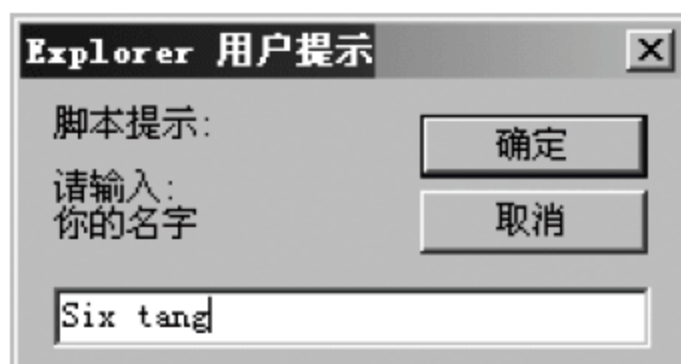 Explorer 用户提示
脚本提示:
确定
请输入:
你的名字
取消
Six tang